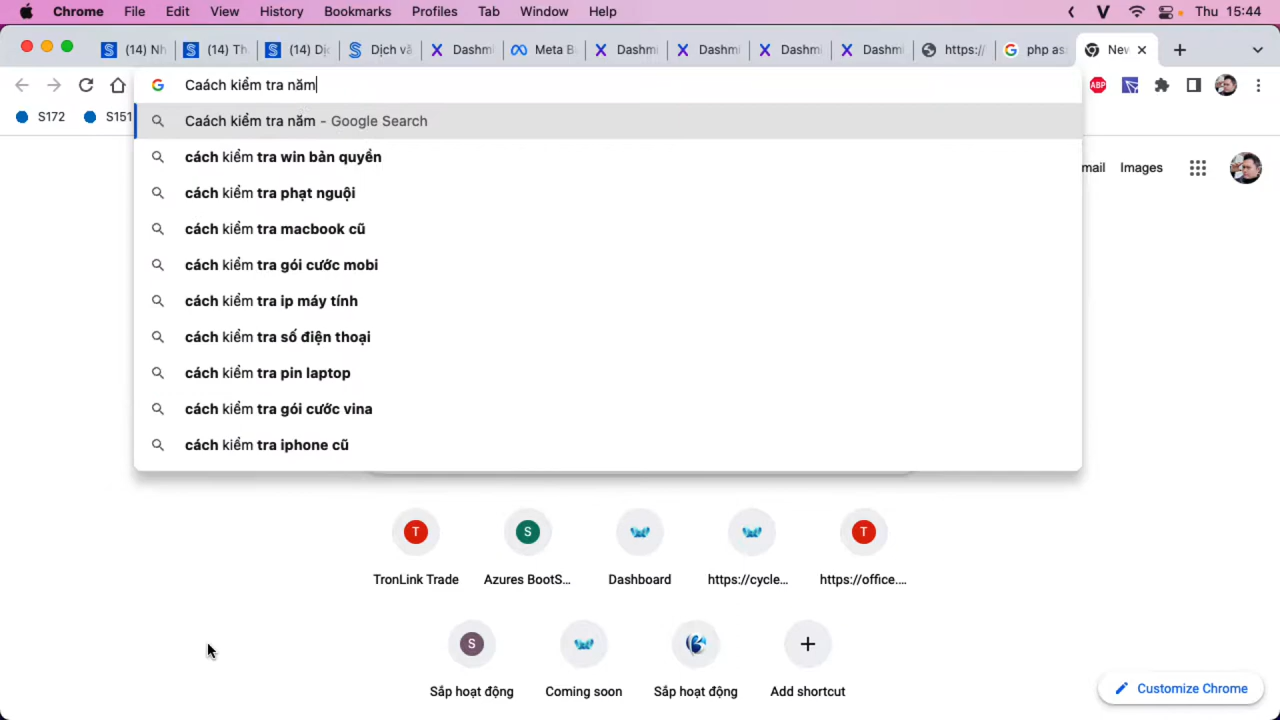 Chrome File Edit View History Bookmarks Profiles Tab Window Help Thu 15:44
(14) Nh (14) Th (14) Dị Dịch vă Dashm Meta B Dashm Dashm Dashm Dashm https:/ php as New
Caách kiểm tra năm
ABP
S172 S151
Caách kiểm tra năm - Google Search
cách kiểm tra win bản quyền
mail Images
cách kiểm tra phạt nguội
cách kiểm tra macbook cũ
cách kiểm tra gói cước mobi
cách kiểm tra ip máy tính
cách kiểm tra số điện thoại
cách kiểm tra pin laptop
cách kiểm tra gói cước vina
cách kiểm tra iphone cũ
T S T
TronLink Trade Azures BootS... Dashboard https://cycle... https://office....
S
Sắp hoạt động Coming soon Sắp hoạt động Add shortcut
Customize Chrome